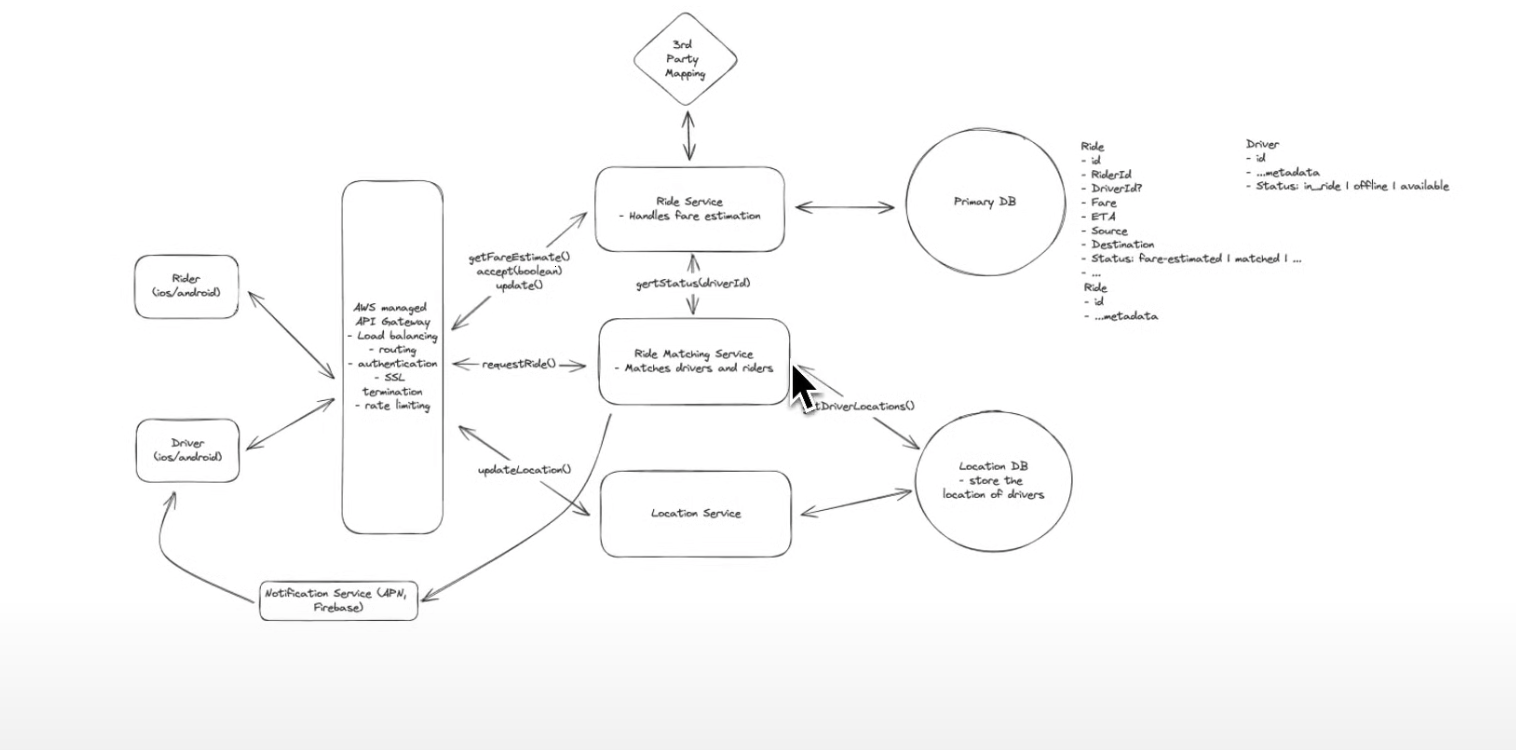 3rd
Party
Mapping
Ride Service
- Handles fare estimation
Primary DB
Ride
- id
- RiderId
- DriverId?
- Fare
- ETA
- Source
- Destination
- Status: fare-estimated | matched | ...
- ...
Ride
- id
- ...metadata
Driver
- id
- ...metadata
- Status: in_ride | offline | available
getFareEstimate()
accept(boolean)
update()
gertStatus(driverId)
Rider
(ios/android)
AWS managed
API Gateway
- Load balancing
- routing
- authentication
- SSL
termination
- rate limiting
requestRide()
Ride Matching Service
- Matches drivers and riders
tDriverLocations()
Driver
(ios/android)
updateLocation()
Location Service
Location DB
- store the
location of drivers
Notification Service (APN,
Firebase)